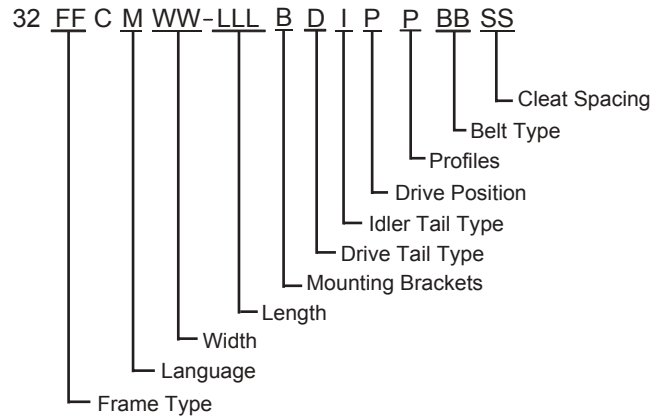 32 FF C M WW-LLL B D I P P BB SS
Cleat Spacing
Belt Type
Profiles
Drive Position
Idler Tail Type
Drive Tail Type
Mounting Brackets
Length
Width
Language
Frame Type